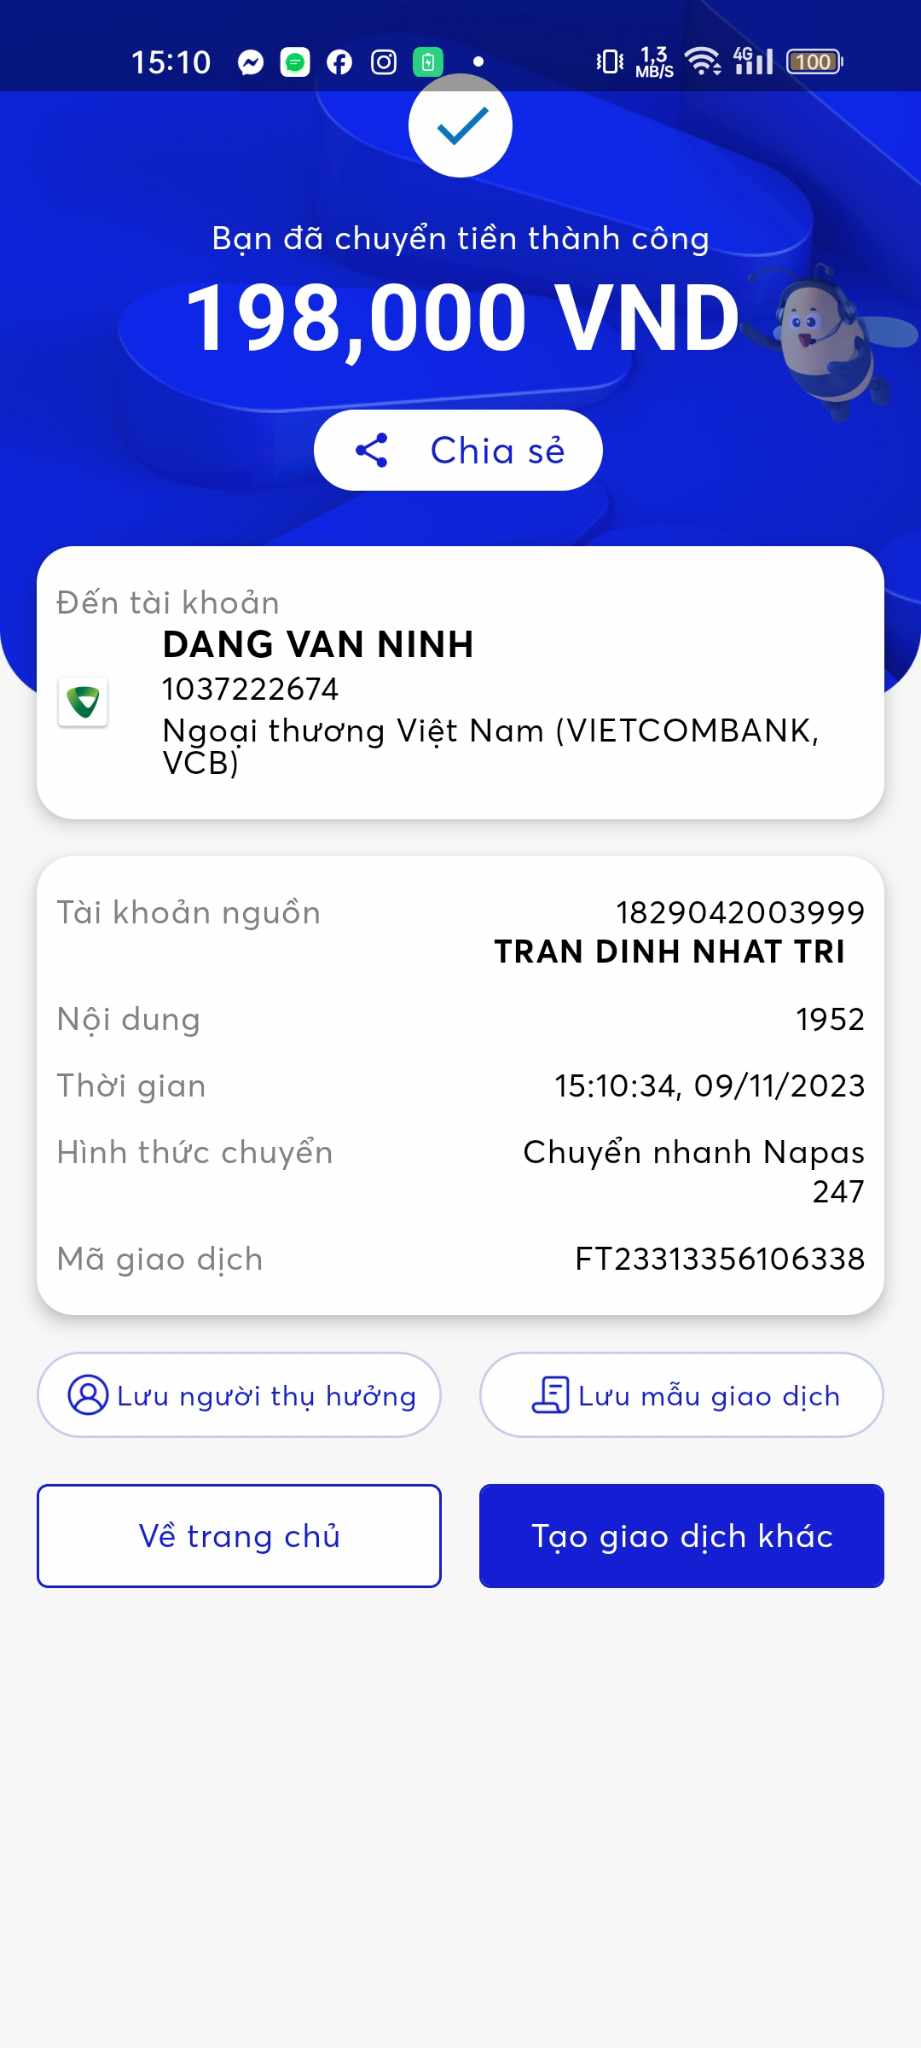 15:10
1,3
MB/S
4G
100
Bạn đã chuyển tiền thành công
198,000 VND
Chia sẻ
Đến tài khoản
DANG VAN NINH
1037222674
Ngoại thương Việt Nam (VIETCOMBANK,
VCB)
Tài khoản nguồn 1829042003999
TRAN DINH NHAT TRI
Nội dung 1952
Thời gian 15:10:34, 09/11/2023
Hình thức chuyển Chuyển nhanh Napas
247
Mã giao dịch FT23313356106338
Lưu người thụ hưởng Lưu mẫu giao dịch
Về trang chủ Tạo giao dịch khác